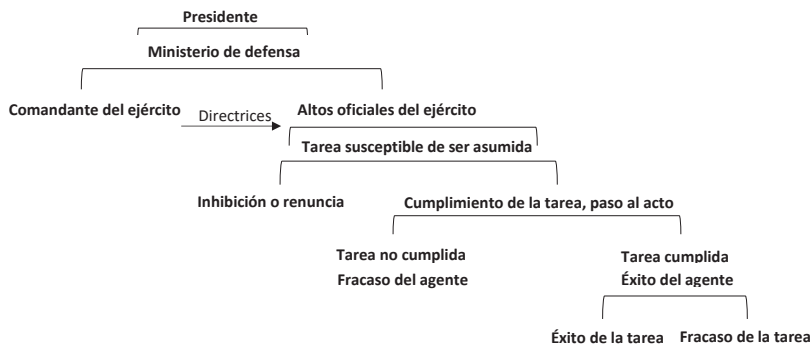 Presidente
Ministerio de defensa
Comandante del ejército
Directrices
Altos oficiales del ejército
Tarea susceptible de ser asumida
Inhibición o renuncia
Cumplimiento de la tarea, paso al acto
Tarea no cumplida
Fracaso del agente
Tarea cumplida
Éxito del agente
Éxito de la tarea
Fracaso de la tarea